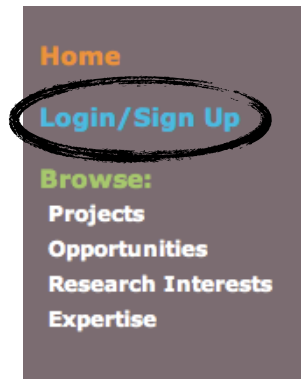 Home
Login/Sign Up
Browse:
Projects
Opportunities
Research Interests
Expertise